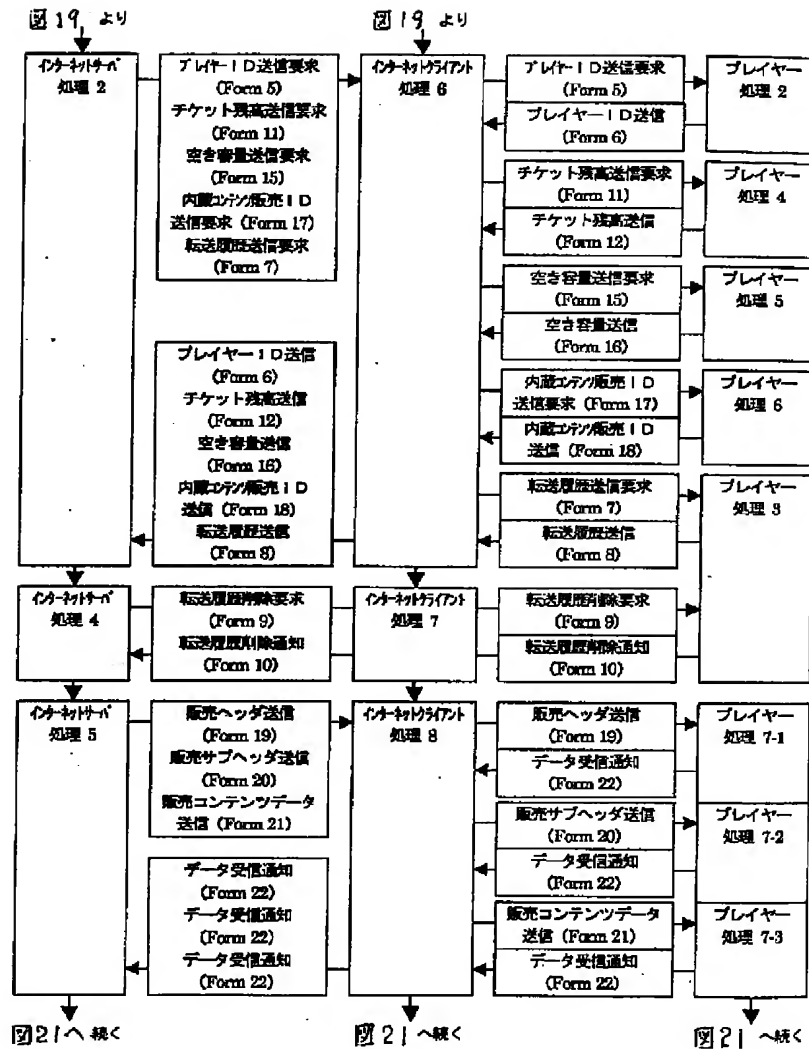 図19より
図19より
インターネットサーバ
処理 2
プレイヤーID送信要求
(Form 5)
チケット残高送信要求
(Form 11)
空き容量送信要求
(Form 15)
内蔵コンテンツ販売ID
送信要求 (Form 17)
転送履歴送信要求
(Form 7)
プレイヤーID送信
(Form 6)
チケット残高送信
(Form 12)
空き容量送信
(Form 16)
内蔵コンテンツ販売ID
送信 (Form 18)
転送履歴送信
(Form 8)
インターネットクライアント
処理 6
プレイヤーID送信要求
(Form 5)
プレイヤーID送信
(Form 6)
プレイヤー
処理 2
チケット残高送信要求
(Form 11)
チケット残高送信
(Form 12)
プレイヤー
処理 4
空き容量送信要求
(Form 15)
空き容量送信
(Form 16)
プレイヤー
処理 5
内蔵コンテンツ販売ID
送信要求 (Form 17)
内蔵コンテンツ販売ID
送信 (Form 18)
プレイヤー
処理 6
転送履歴送信要求
(Form 7)
転送履歴送信
(Form 8)
プレイヤー
処理 3
インターネットサーバ
処理 4
転送履歴削除要求
(Form 9)
転送履歴削除通知
(Form 10)
インターネットクライアント
処理 7
転送履歴削除要求
(Form 9)
転送履歴削除通知
(Form 10)
インターネットサーバ
処理 5
販売ヘッダ送信
(Form 19)
販売サブヘッダ送信
(Form 20)
販売コンテンツデータ
送信 (Form 21)
データ受信通知
(Form 22)
データ受信通知
(Form 22)
データ受信通知
(Form 22)
インターネットクライアント
処理 8
販売ヘッダ送信
(Form 19)
データ受信通知
(Form 22)
プレイヤー
処理 7-1
販売サブヘッダ送信
(Form 20)
データ受信通知
(Form 22)
プレイヤー
処理 7-2
販売コンテンツデータ
送信 (Form 21)
データ受信通知
(Form 22)
プレイヤー
処理 7-3
図21へ続く
図21へ続く
図21へ続く